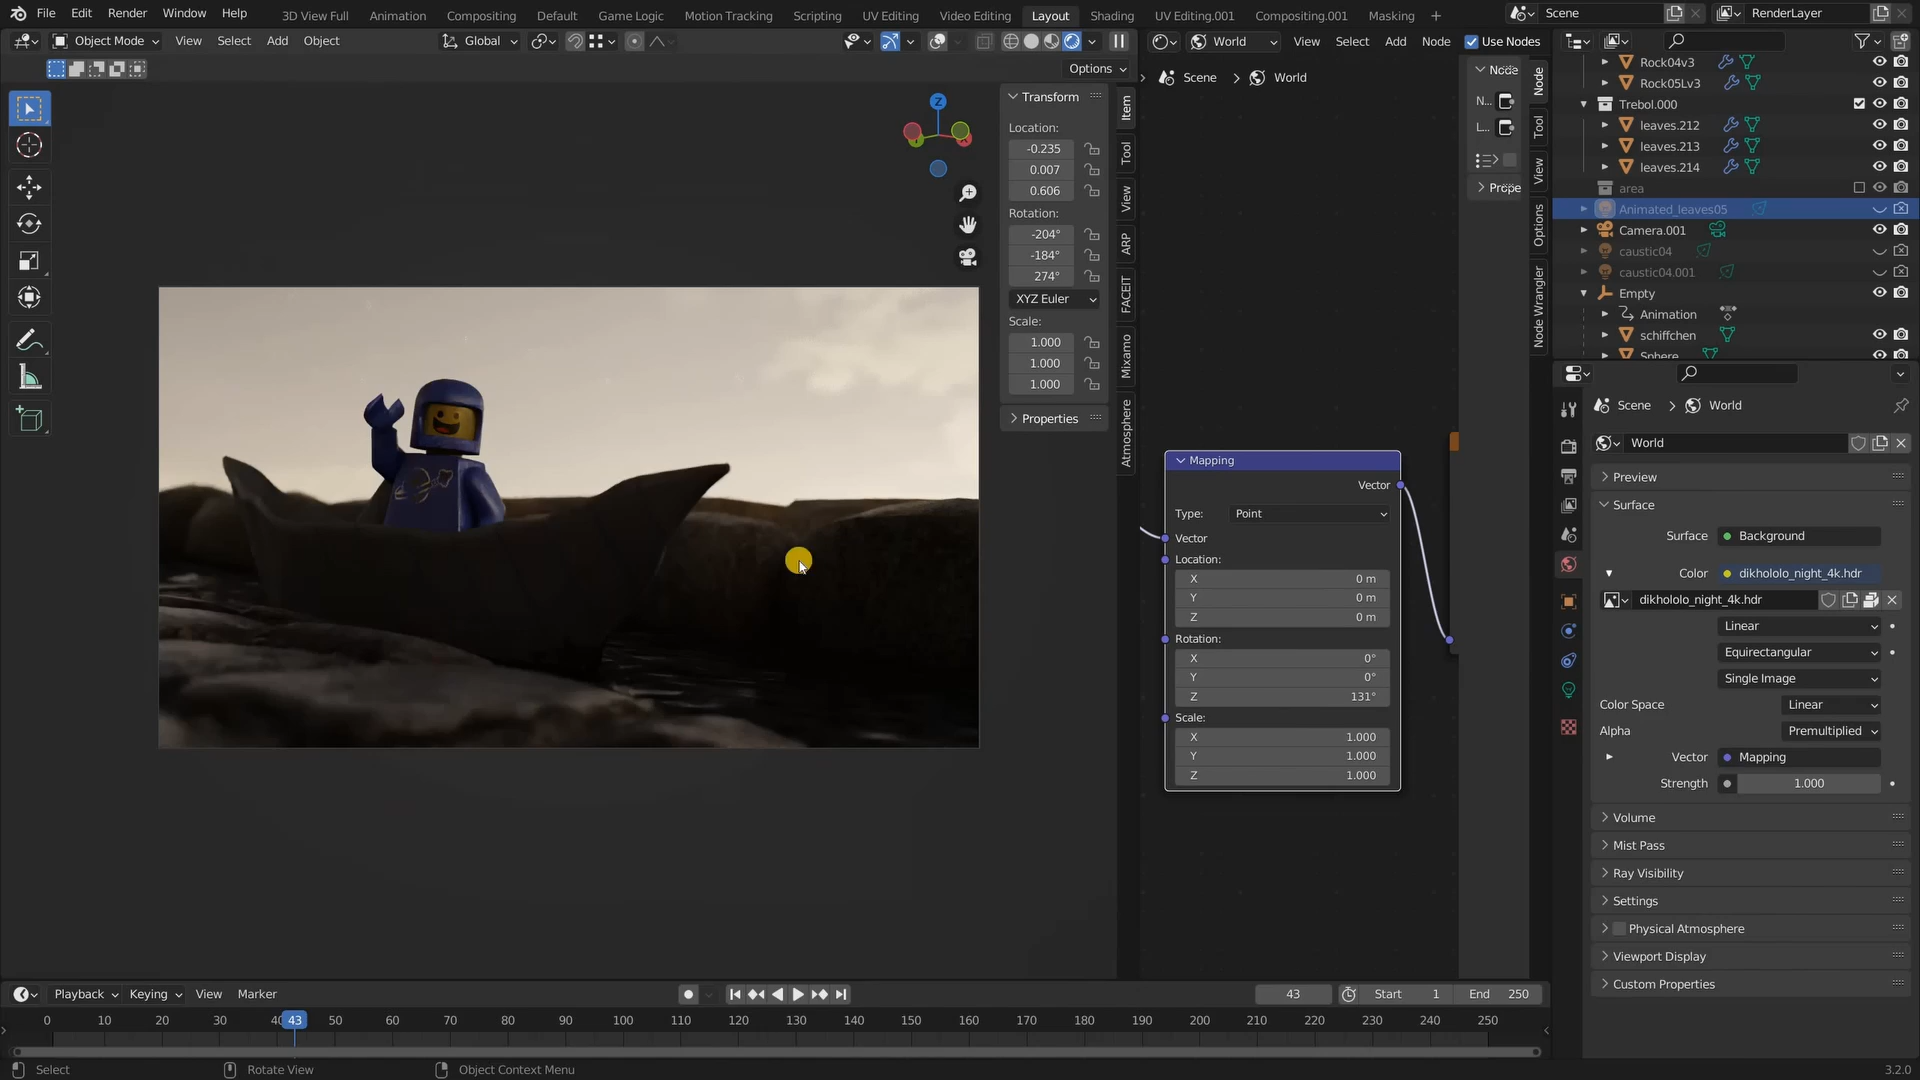 File Edit Render Window Help 3D View Full Animation Compositing Default Game Logic Motion Tracking Scripting UV Editing Video Editing Layout Shading UV Editing.001 Compositing.001 Masking + Scene RenderLayer
Object Mode View Select Add Object Global World View Select Add Node Use Nodes
Options
Scene > World
Transform
Location:
-0.235
0.007
0.606
Rotation:
-204°
-184°
274°
XYZ Euler
Scale:
1.000
1.000
1.000
Properties
Item
Tool
View
ARP
FACEIT
Mixamo
Atmosphere
Mapping
Vector
Type: Point
Vector
Location:
X 0 m
Y 0 m
Z 0 m
Rotation:
X 0°
Y 0°
Z 131°
Scale:
X 1.000
Y 1.000
Z 1.000
Node
N...
L...
Prope
Node
Tool
View
Options
Node Wrangler
Rock04v3
Rock05Lv3
Trebol.000
leaves.212
leaves.213
leaves.214
area
Animated_leaves05
Camera.001
caustic04
caustic04.001
Empty
Animation
schiffchen
Sphere
Scene > World
World
Preview
Surface
Surface Background
Color dikhololo_night_4k.hdr
dikhololo_night_4k.hdr
Linear
Equirectangular
Single Image
Color Space Linear
Alpha Premultiplied
Vector Mapping
Strength 1.000
Volume
Mist Pass
Ray Visibility
Settings
Physical Atmosphere
Viewport Display
Custom Properties
Playback Keying View Marker 43 Start 1 End 250
0 10 20 30 40 43 50 60 70 80 90 100 110 120 130 140 150 160 170 180 190 200 210 220 230 240 250
Select Rotate View Object Context Menu 3.2.0